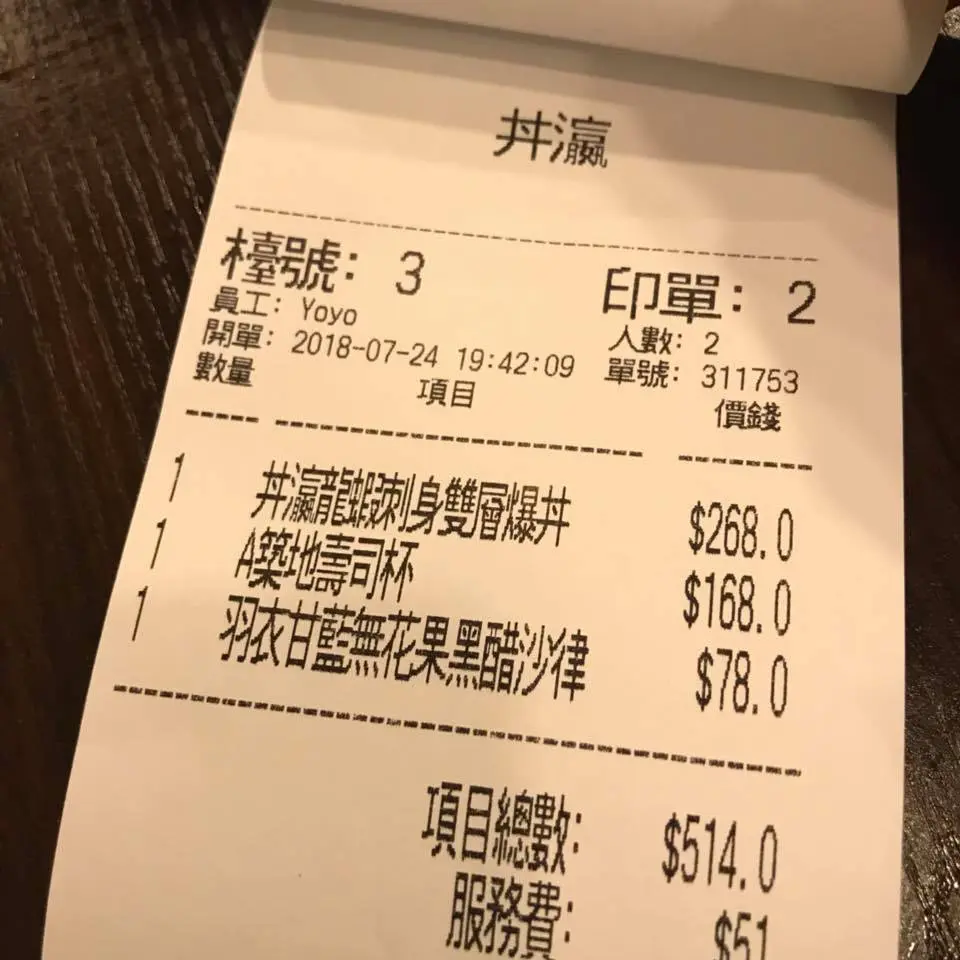 丼瀛
檯號： 3 印單： 2
員工： Yoyo 人數： 2
開單： 2018-07-24 19:42:09 單號： 311753
數量 項目 價錢
1 丼瀛龍蝦刺身雙層爆丼 $268.0
1 A築地壽司杯 $168.0
1 羽衣甘藍無花果黑醋沙律 $78.0
項目總數： $514.0
服務費： $51